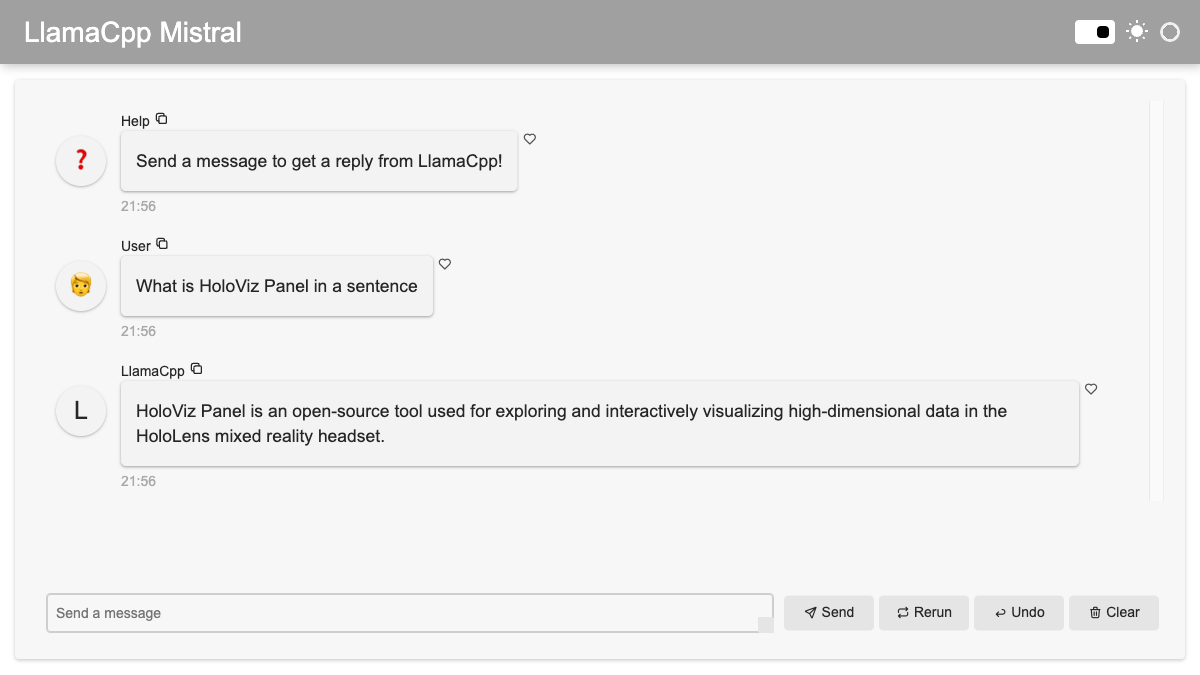 LlamaCpp Mistral
Help
Send a message to get a reply from LlamaCpp!
21:56
User
What is HoloViz Panel in a sentence
21:56
LlamaCpp
L
HoloViz Panel is an open-source tool used for exploring and interactively visualizing high-dimensional data in the
HoloLens mixed reality headset.
21:56
Send a message
Send
Rerun
Undo
Clear